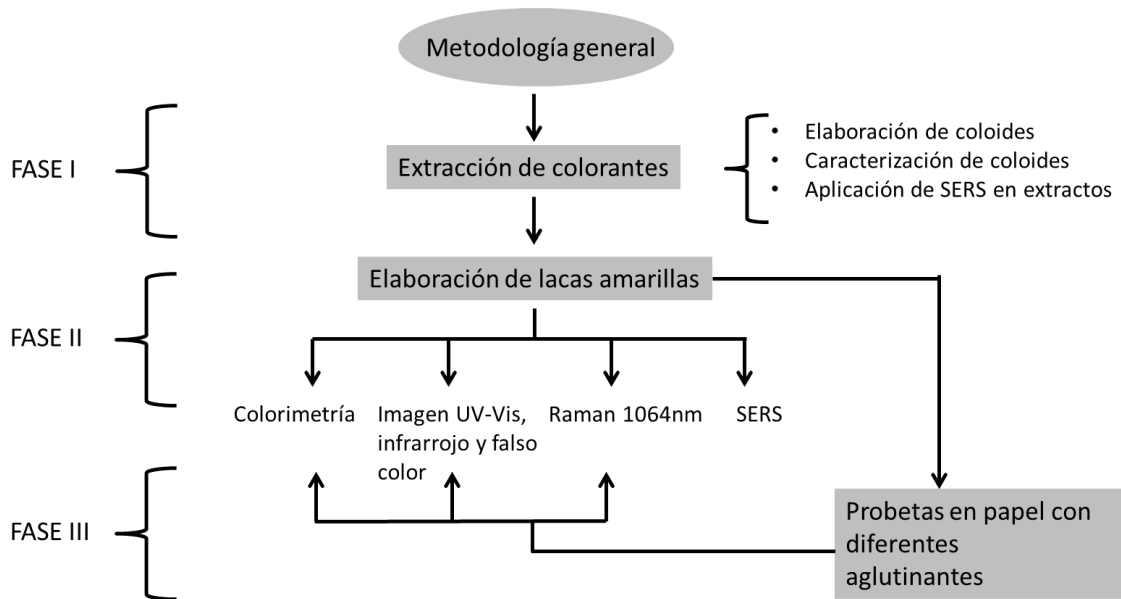 Metodología general
FASE I
Extracción de colorantes
• Elaboración de coloides
• Caracterización de coloides
• Aplicación de SERS en extractos
Elaboración de lacas amarillas
FASE II
Colorimetría
Imagen UV-Vis,
infrarrojo y falso
color
Raman 1064nm
SERS
FASE III
Probetas en papel con
diferentes
aglutinantes